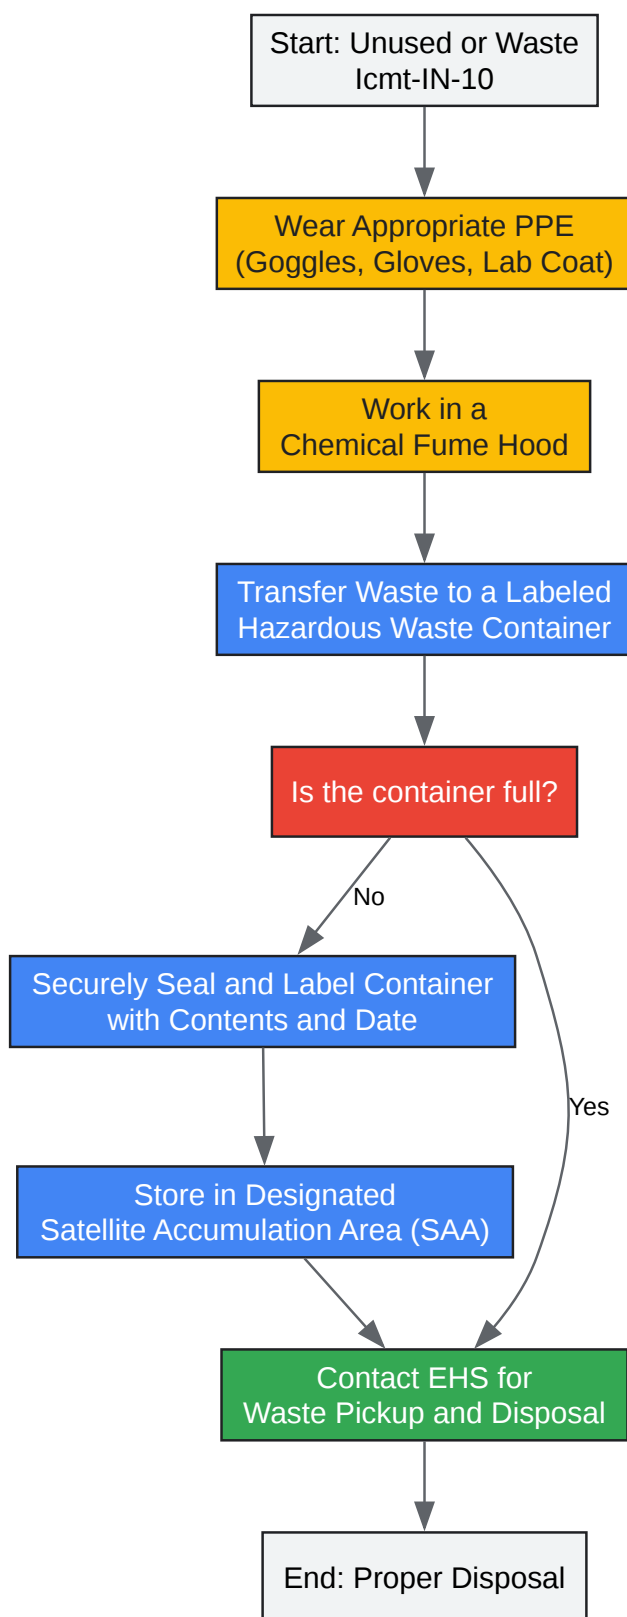 Start: Unused or Waste
Icmt-IN-10
Wear Appropriate PPE
(Goggles, Gloves, Lab Coat)
Work in a
Chemical Fume Hood
Transfer Waste to a Labeled
Hazardous Waste Container
Is the container full?
No
Securely Seal and Label Container
with Contents and Date
Yes
Store in Designated
Satellite Accumulation Area (SAA)
Contact EHS for
Waste Pickup and Disposal
End: Proper Disposal